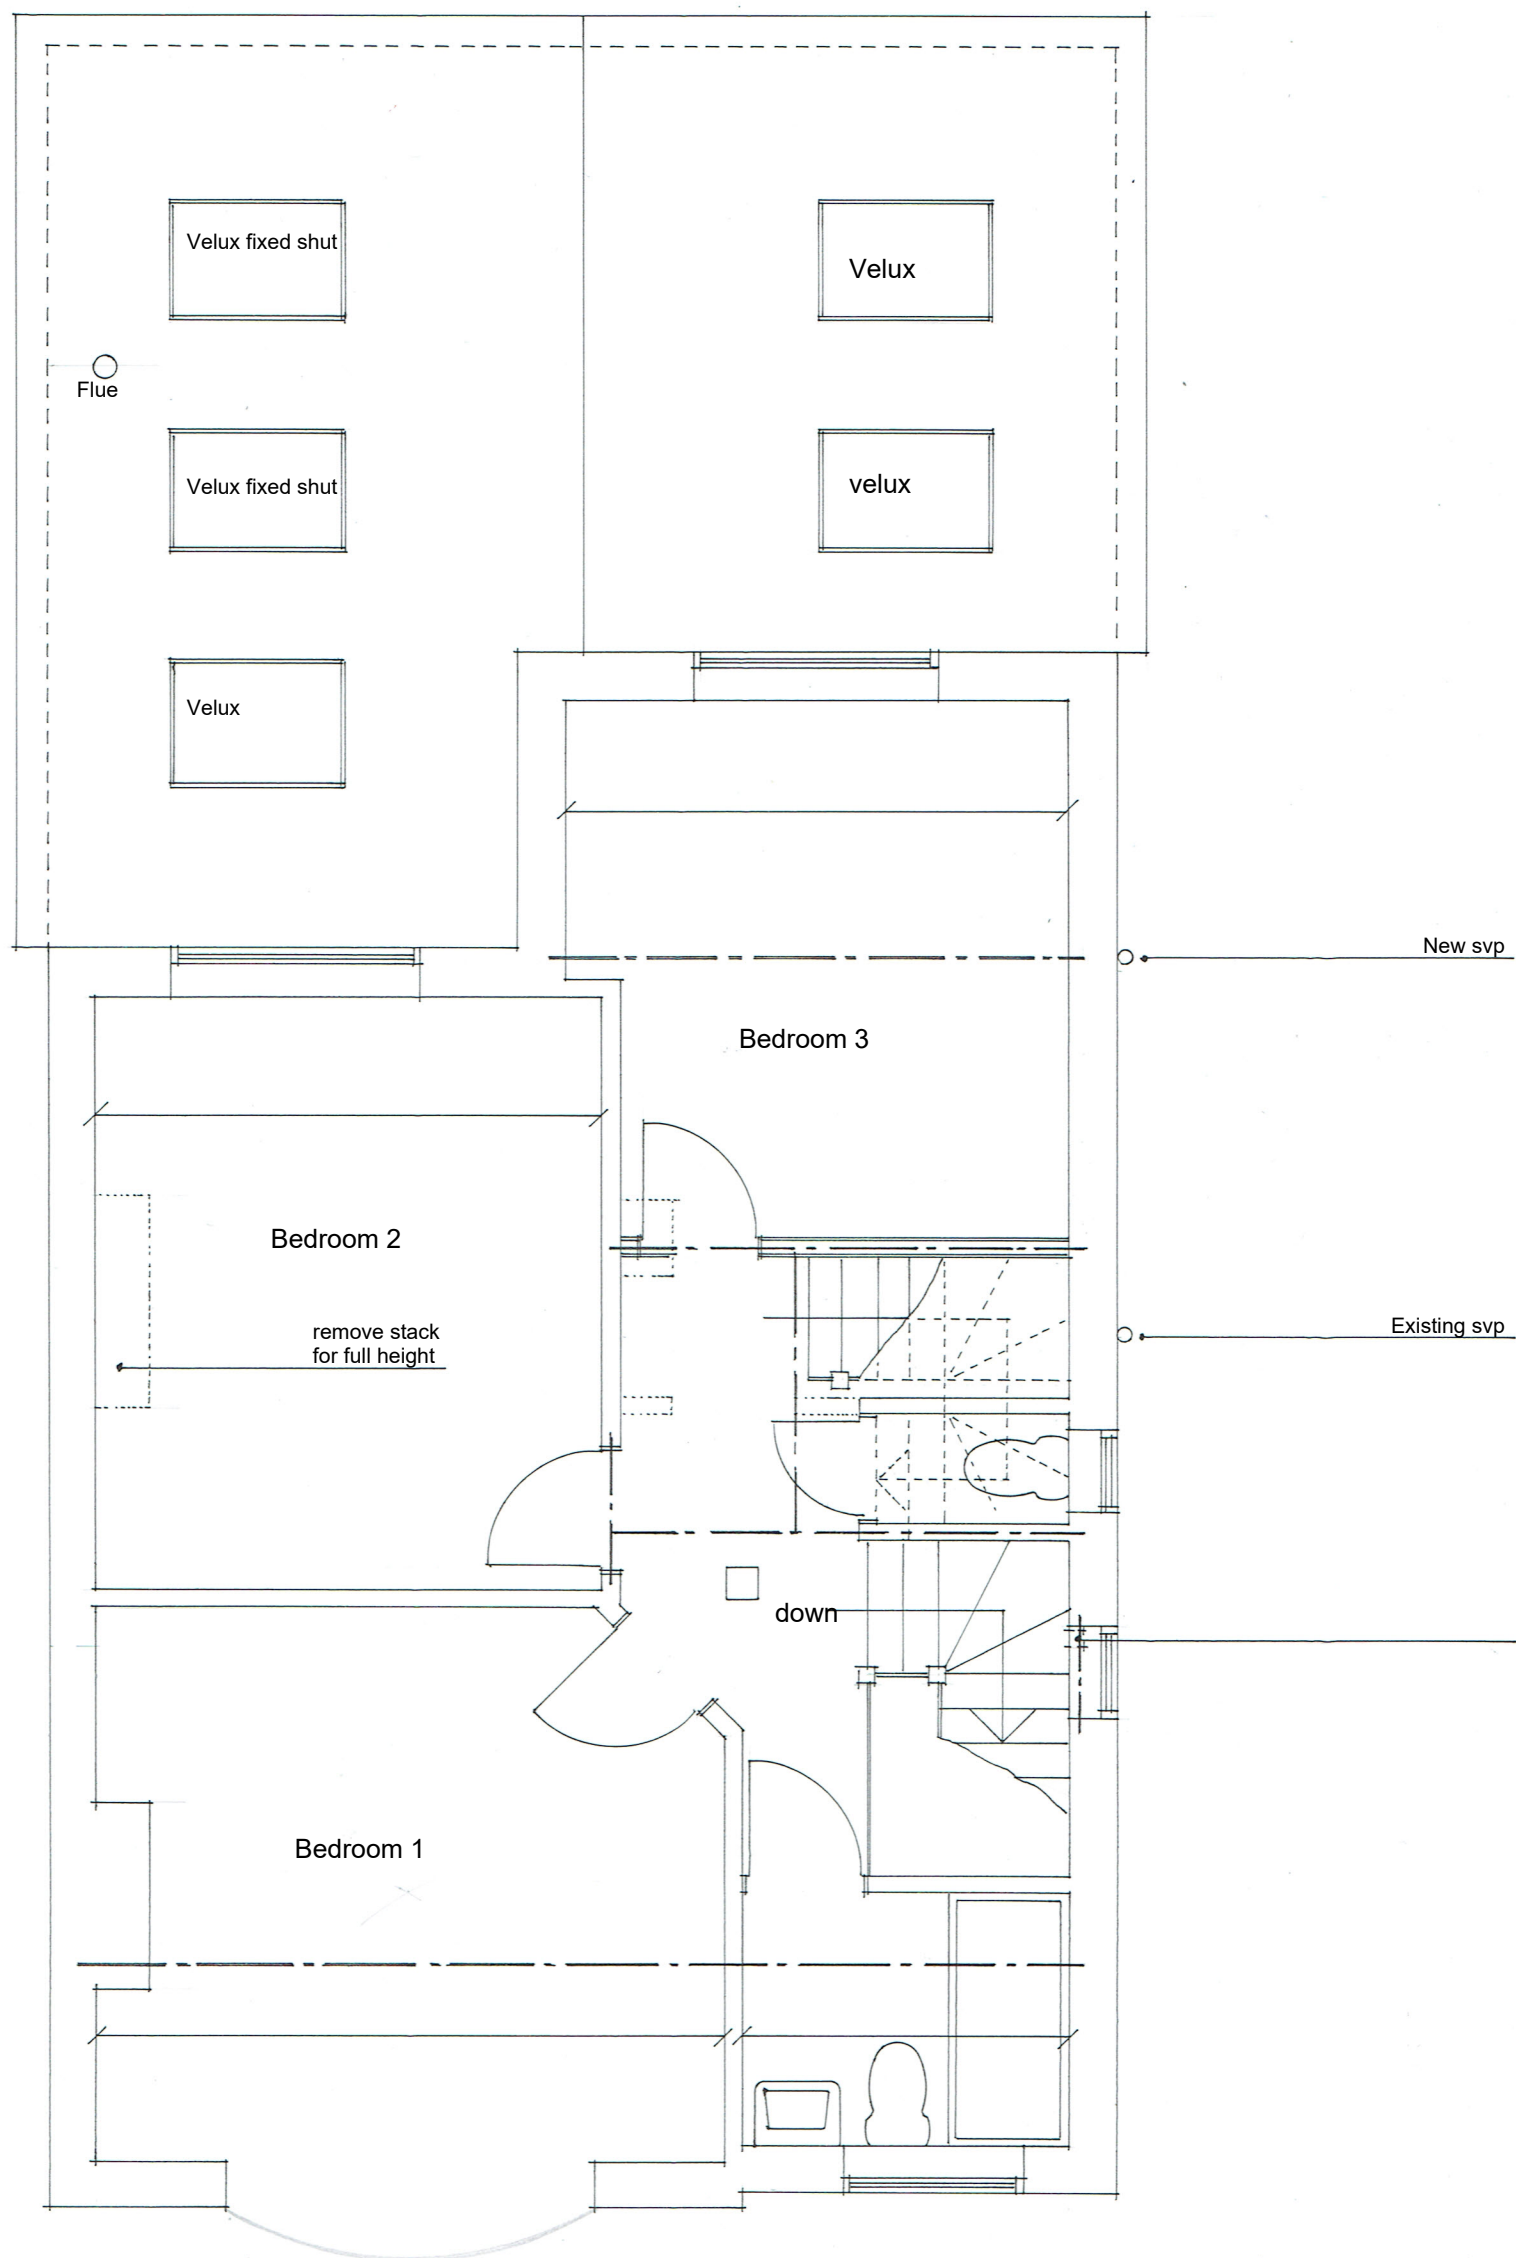 Velux fixed shut
Velux
Flue
Velux fixed shut
velux
Velux
New svp
Bedroom 3
Bedroom 2
remove stack
for full height
Existing svp
down
Bedroom 1